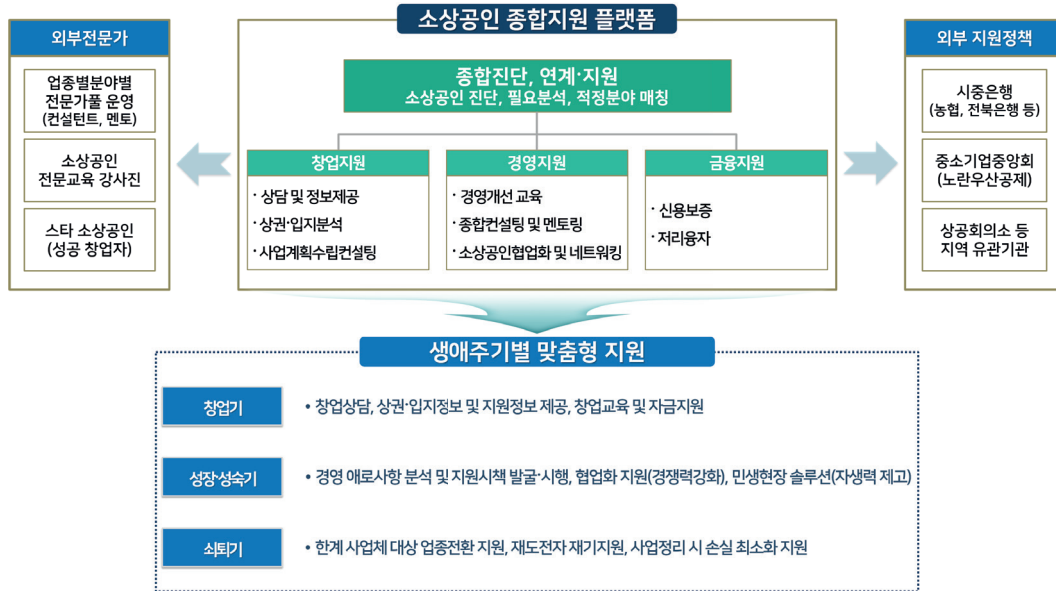 소상공인 종합지원 플랫폼
외부전문가
업종별분야별
전문가풀 운영
(컨설턴트, 멘토)
소상공인
전문교육 강사진
스타 소상공인
(성공 창업자)
종합진단, 연계·지원
소상공인 진단, 필요분석, 적정분야 매칭
창업지원
· 상담 및 정보제공
· 상권·입지분석
· 사업계획수립컨설팅
경영지원
· 경영개선 교육
· 종합컨설팅 및 멘토링
· 소상공인협업화 및 네트워킹
금융지원
· 신용보증
· 저리융자
외부 지원정책
시중은행
(농협, 전북은행 등)
중소기업중앙회
(노란우산공제)
상공회의소 등
지역 유관기관
생애주기별 맞춤형 지원
창업기
• 창업상담, 상권·입지정보 및 지원정보 제공, 창업교육 및 자금지원
성장·성숙기
• 경영 애로사항 분석 및 지원시책 발굴·시행, 협업화 지원(경쟁력강화), 민생현장 솔루션(자생력 제고)
쇠퇴기
• 한계 사업체 대상 업종전환 지원, 재도전자 재기지원, 사업정리 시 손실 최소화 지원